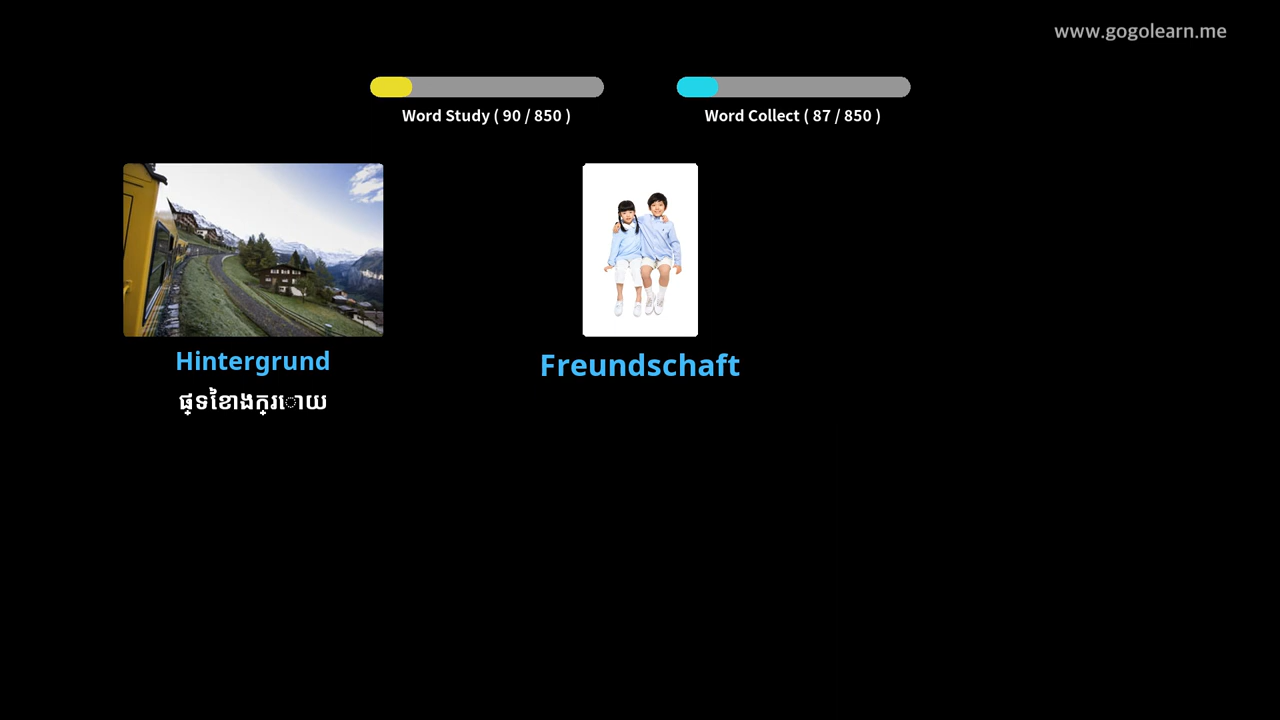 www.gogolearn.me
Word Study ( 90 / 850 )
Word Collect ( 87 / 850 )
Hintergrund
Freundschaft
ផ្ទៃខាងក្រោយ